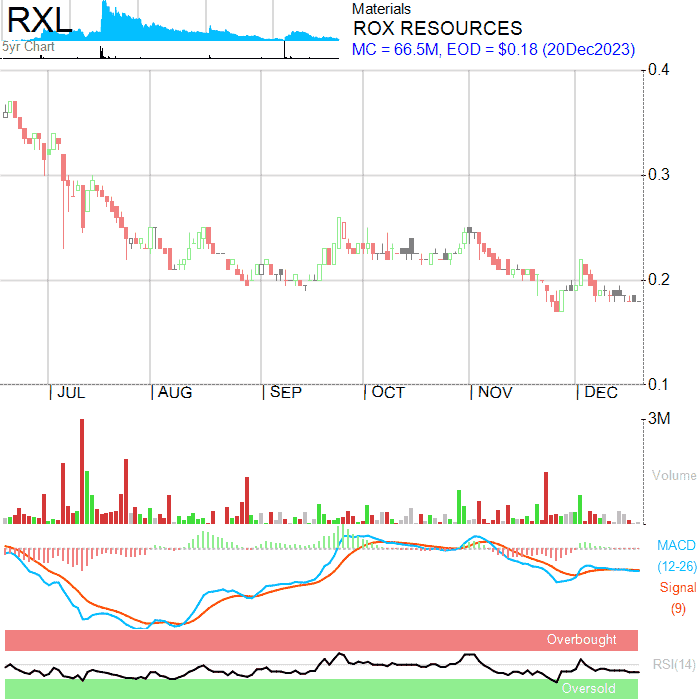 RXL
5yr Chart
Materials
ROX RESOURCES
MC = 66.5M, EOD = $0.18 (20Dec2023)
0.4
0.3
0.2
0.1
JUL AUG SEP OCT NOV DEC
3M
Volume
MACD
(12-26)
Signal
(9)
Overbought
RSI(14)
Oversold